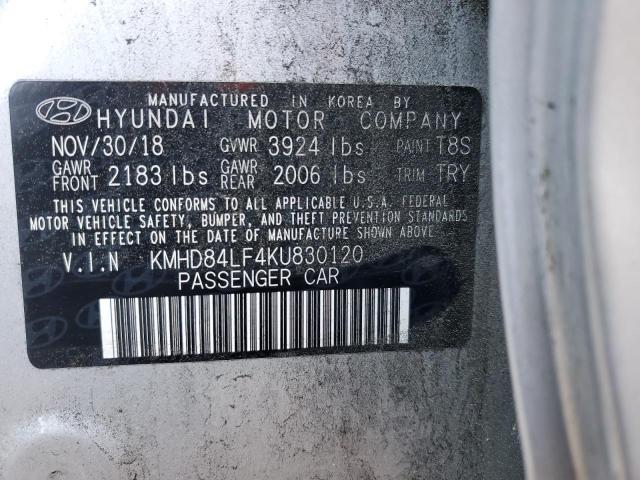 MANUFACTURED IN KOREA BY
HYUNDAI MOTOR COMPANY
NOV/30/18 GVWR 3924 lbs PAINT T8S
GAWR FRONT 2183 lbs GAWR REAR 2006 lbs TRIM TRY
THIS VEHICLE CONFORMS TO ALL APPLICABLE U.S.A. FEDERAL
MOTOR VEHICLE SAFETY, BUMPER, AND THEFT PREVENTION STANDARDS
IN EFFECT ON THE DATE OF MANUFACTURE SHOWN ABOVE.
V.I.N KMHD84LF4KU830120
PASSENGER CAR